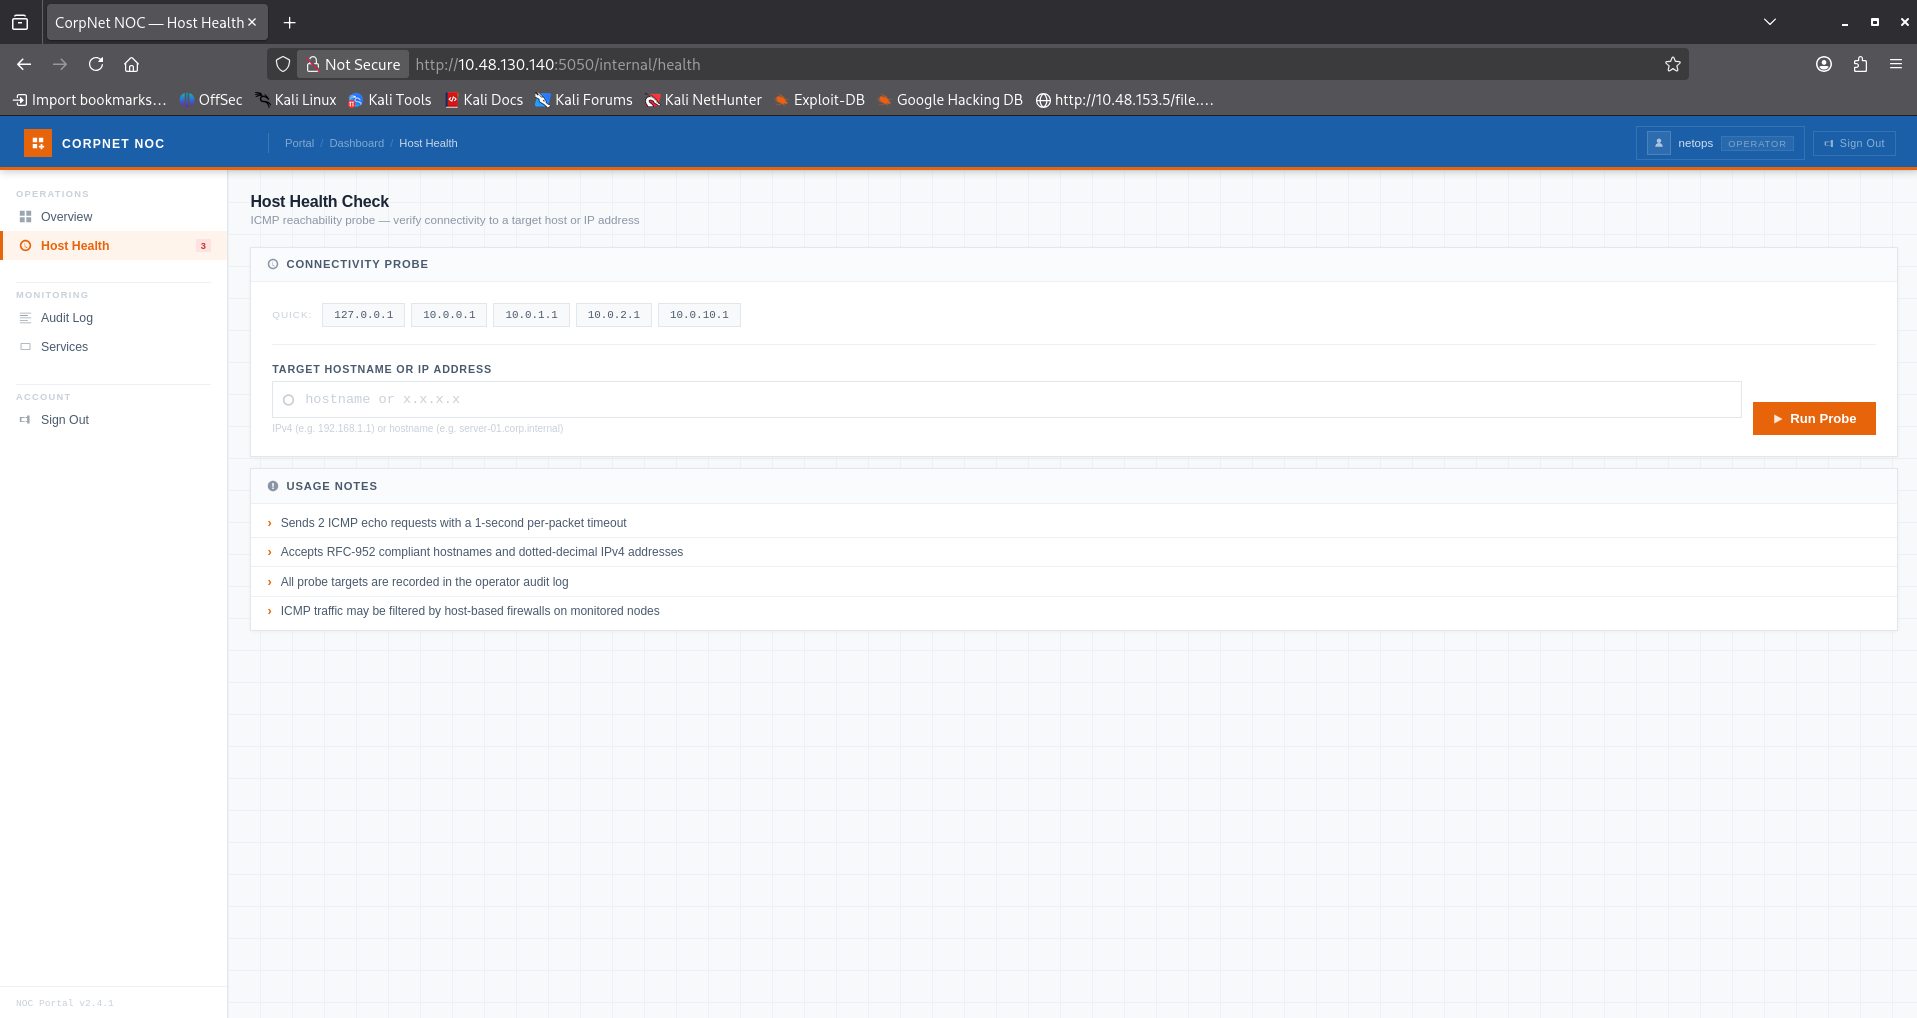 CorpNet NOC — Host Health
Not Secure http://10.48.130.140:5050/internal/health
Import bookmarks... OffSec Kali Linux Kali Tools Kali Docs Kali Forums Kali NetHunter Exploit-DB Google Hacking DB http://10.48.153.5/file....
CORPNET NOC
Portal / Dashboard / Host Health
netops OPERATOR
Sign Out
OPERATIONS
Overview
Host Health 3
MONITORING
Audit Log
Services
ACCOUNT
Sign Out
NOC Portal v2.4.1
Host Health Check
ICMP reachability probe — verify connectivity to a target host or IP address
CONNECTIVITY PROBE
QUICK: 127.0.0.1 10.0.0.1 10.0.1.1 10.0.2.1 10.0.10.1
TARGET HOSTNAME OR IP ADDRESS
hostname or x.x.x.x
Run Probe
IPv4 (e.g. 192.168.1.1) or hostname (e.g. server-01.corp.internal)
USAGE NOTES
› Sends 2 ICMP echo requests with a 1-second per-packet timeout
› Accepts RFC-952 compliant hostnames and dotted-decimal IPv4 addresses
› All probe targets are recorded in the operator audit log
› ICMP traffic may be filtered by host-based firewalls on monitored nodes